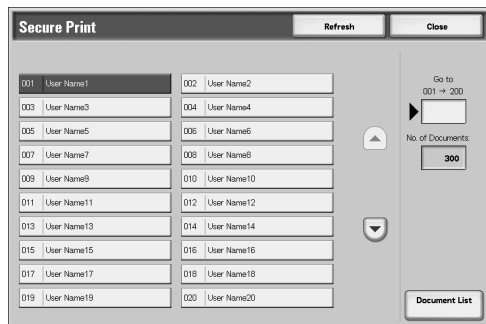 Secure Print Refresh Close
001 User Name1 002 User Name2
003 User Name3 004 User Name4
005 User Name5 006 User Name6
007 User Name7 008 User Name8
009 User Name9 010 User Name10
011 User Name11 012 User Name12
013 User Name13 014 User Name14
015 User Name15 016 User Name16
017 User Name17 018 User Name18
019 User Name19 020 User Name20
Go to
001 → 200
No. of Documents:
300
Document List